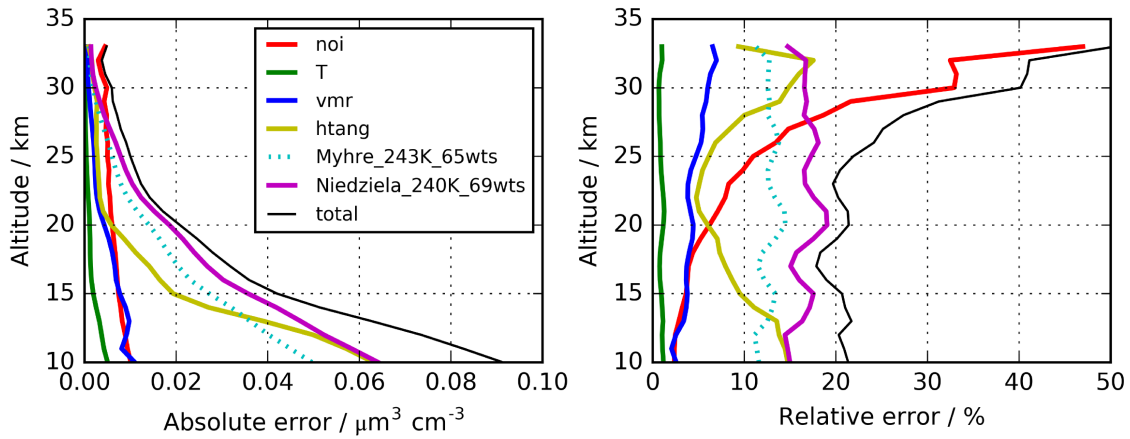 35
30
25
20
15
10
Altitude / km
0.00 0.02 0.04 0.06 0.08 0.10
Absolute error / μm³ cm⁻³
noi
T
vmr
htang
Myhre_243K_65wts
Niedziela_240K_69wts
total
35
30
25
20
15
10
Altitude / km
0 10 20 30 40 50
Relative error / %